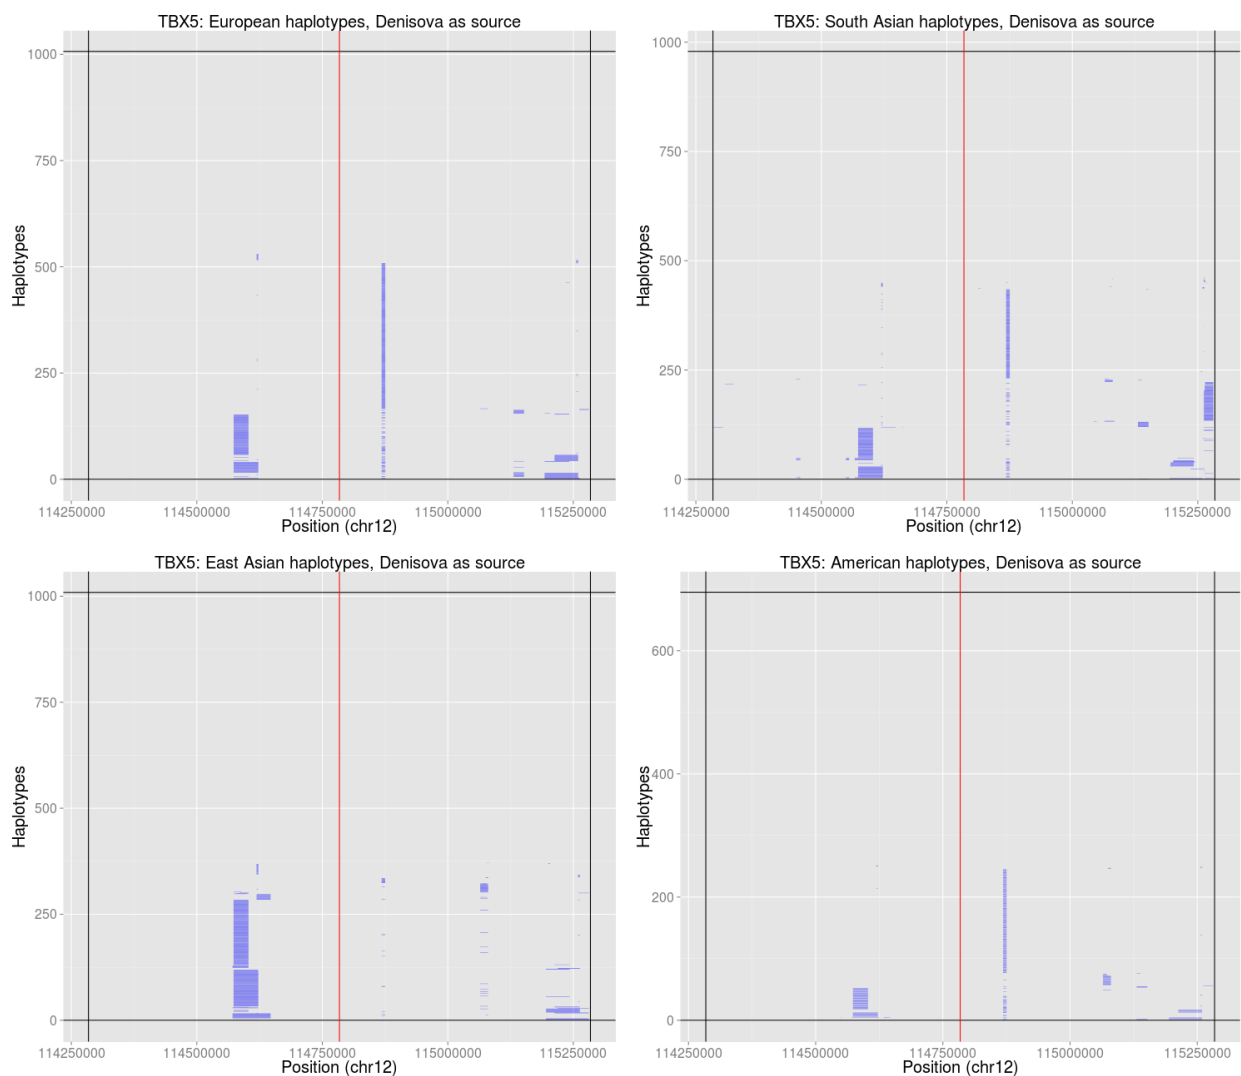 TBX5: European haplotypes, Denisova as source
1000
750
500
250
0
Haplotypes
114250000 114500000 114750000 115000000 115250000
Position (chr12)
TBX5: South Asian haplotypes, Denisova as source
1000
750
500
250
0
Haplotypes
114250000 114500000 114750000 115000000 115250000
Position (chr12)
TBX5: East Asian haplotypes, Denisova as source
1000
750
500
250
0
Haplotypes
114250000 114500000 114750000 115000000 115250000
Position (chr12)
TBX5: American haplotypes, Denisova as source
600
400
200
0
Haplotypes
114250000 114500000 114750000 115000000 115250000
Position (chr12)